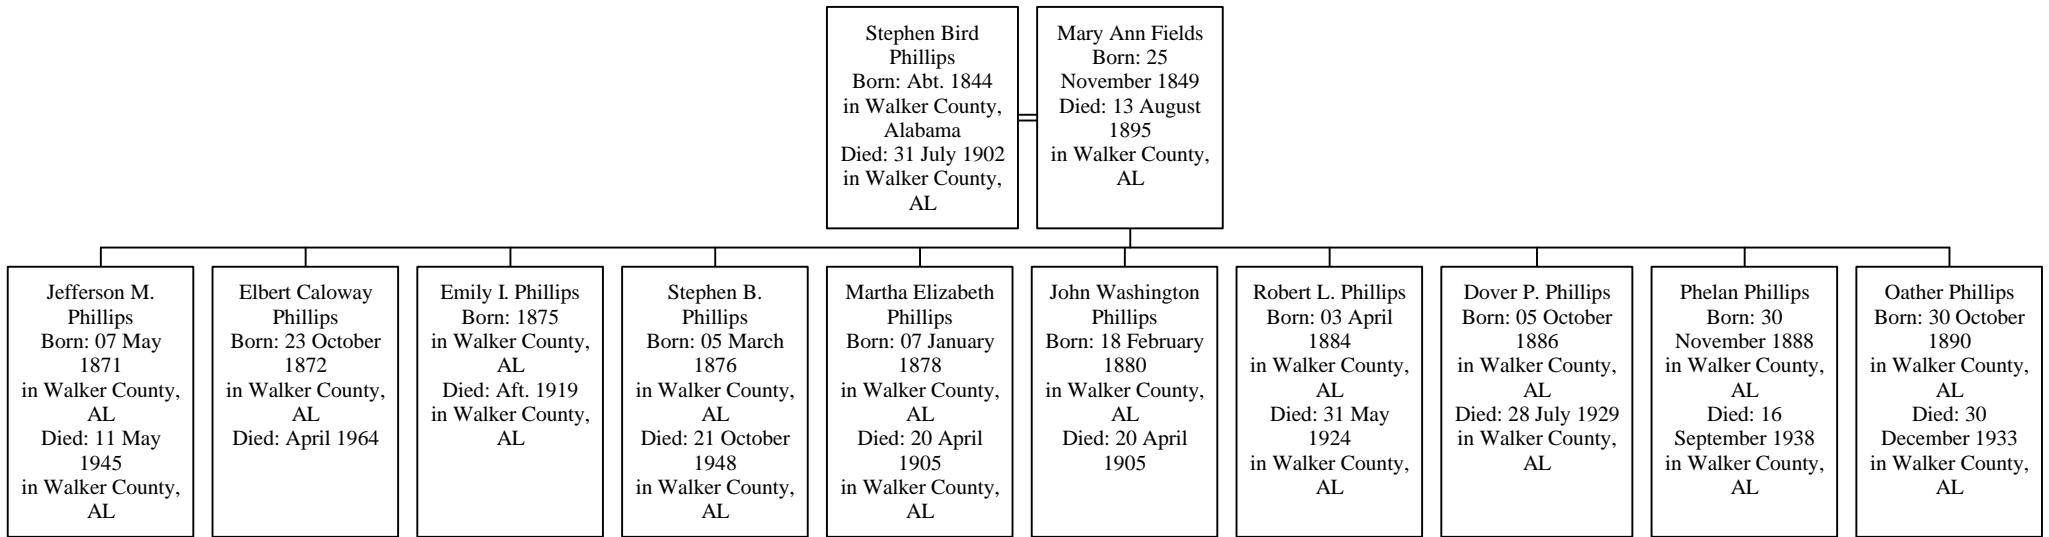 Stephen Bird
Phillips
Born: Abt. 1844
in Walker County,
Alabama
Died: 31 July 1902
in Walker County,
AL
Mary Ann Fields
Born: 25
November 1849
Died: 13 August
1895
in Walker County,
AL
Jefferson M.
Phillips
Born: 07 May
1871
in Walker County,
AL
Died: 11 May
1945
in Walker County,
AL
Elbert Caloway
Phillips
Born: 23 October
1872
in Walker County,
AL
Died: April 1964
Emily I. Phillips
Born: 1875
in Walker County,
AL
Died: Aft. 1919
in Walker County,
AL
Stephen B.
Phillips
Born: 05 March
1876
in Walker County,
AL
Died: 21 October
1948
in Walker County,
AL
Martha Elizabeth
Phillips
Born: 07 January
1878
in Walker County,
AL
Died: 20 April
1905
in Walker County,
AL
John Washington
Phillips
Born: 18 February
1880
in Walker County,
AL
Died: 20 April
1905
Robert L. Phillips
Born: 03 April
1884
in Walker County,
AL
Died: 31 May
1924
in Walker County,
AL
Dover P. Phillips
Born: 05 October
1886
in Walker County,
AL
Died: 28 July 1929
in Walker County,
AL
Phelan Phillips
Born: 30
November 1888
in Walker County,
AL
Died: 16
September 1938
in Walker County,
AL
Oather Phillips
Born: 30 October
1890
in Walker County,
AL
Died: 30
December 1933
in Walker County,
AL